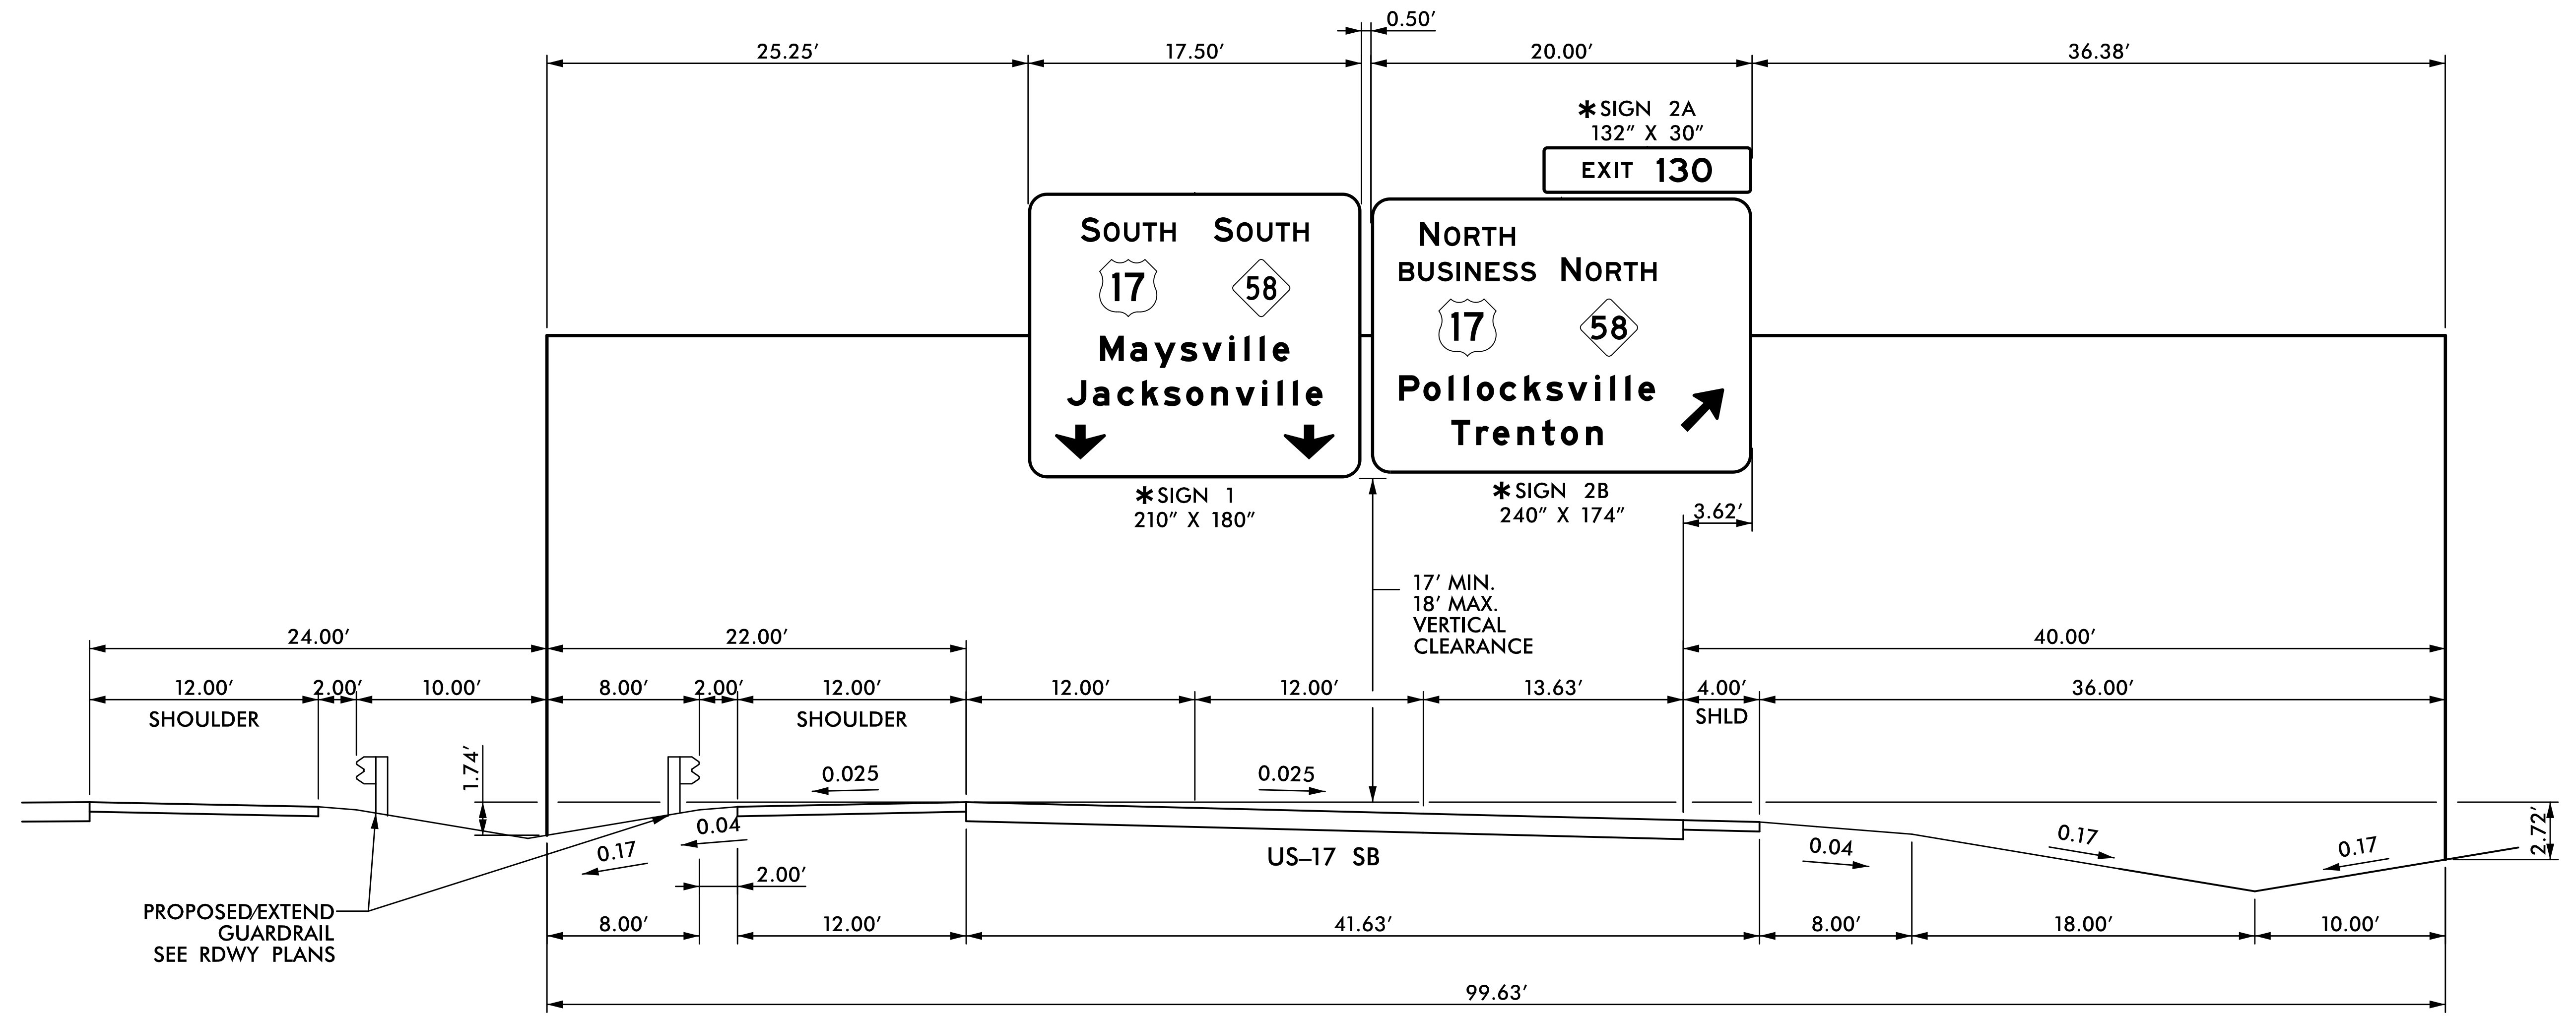 0.50′
25.25′ 17.50′ 20.00′ 36.38′
*SIGN 2A
132″ X 30″
EXIT 130
SOUTH SOUTH
17 58
Maysville
Jacksonville
*SIGN 1
210″ X 180″
NORTH
BUSINESS NORTH
17 58
Pollocksville
Trenton
*SIGN 2B
240″ X 174″
3.62′
17′ MIN.
18′ MAX.
VERTICAL
CLEARANCE
24.00′ 22.00′ 40.00′
12.00′ 2.00′ 10.00′ 8.00′ 2.00′ 12.00′ 12.00′ 12.00′ 13.63′ 4.00′ 36.00′
SHOULDER SHOULDER SHLD
1.74′ 0.025 0.025 2.72′
0.17 0.04 0.04 0.17 0.17
US–17 SB
2.00′
PROPOSED/EXTEND
GUARDRAIL
SEE RDWY PLANS
8.00′ 12.00′ 41.63′ 8.00′ 18.00′ 10.00′
99.63′